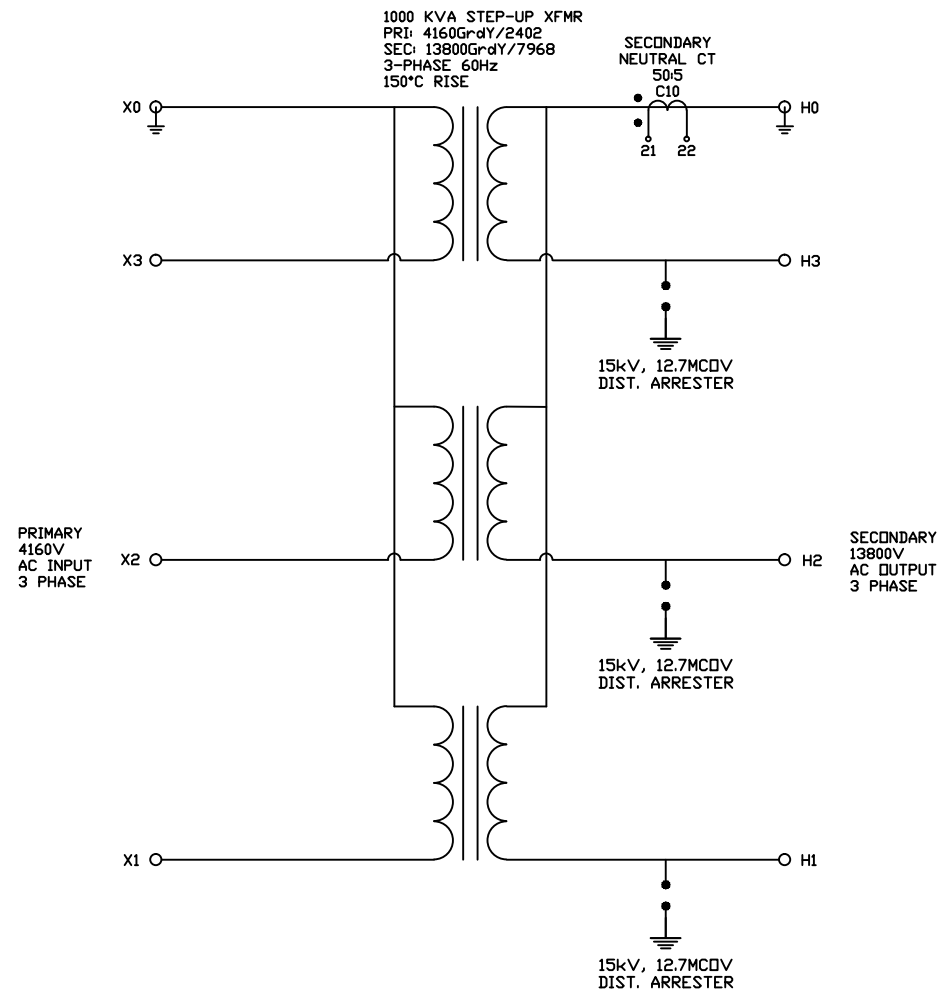 1000 KVA STEP-UP XFMR
PRI: 4160GrdY/2402
SEC: 13800GrdY/7968
3-PHASE 60Hz
150°C RISE
SECONDARY
NEUTRAL CT
50:5
C10
X0
H0
21 22
X3
H3
15kV, 12.7MCOV
DIST. ARRESTER
PRIMARY
4160V
AC INPUT
3 PHASE
X2
H2
SECONDARY
13800V
AC OUTPUT
3 PHASE
15kV, 12.7MCOV
DIST. ARRESTER
X1
H1
15kV, 12.7MCOV
DIST. ARRESTER